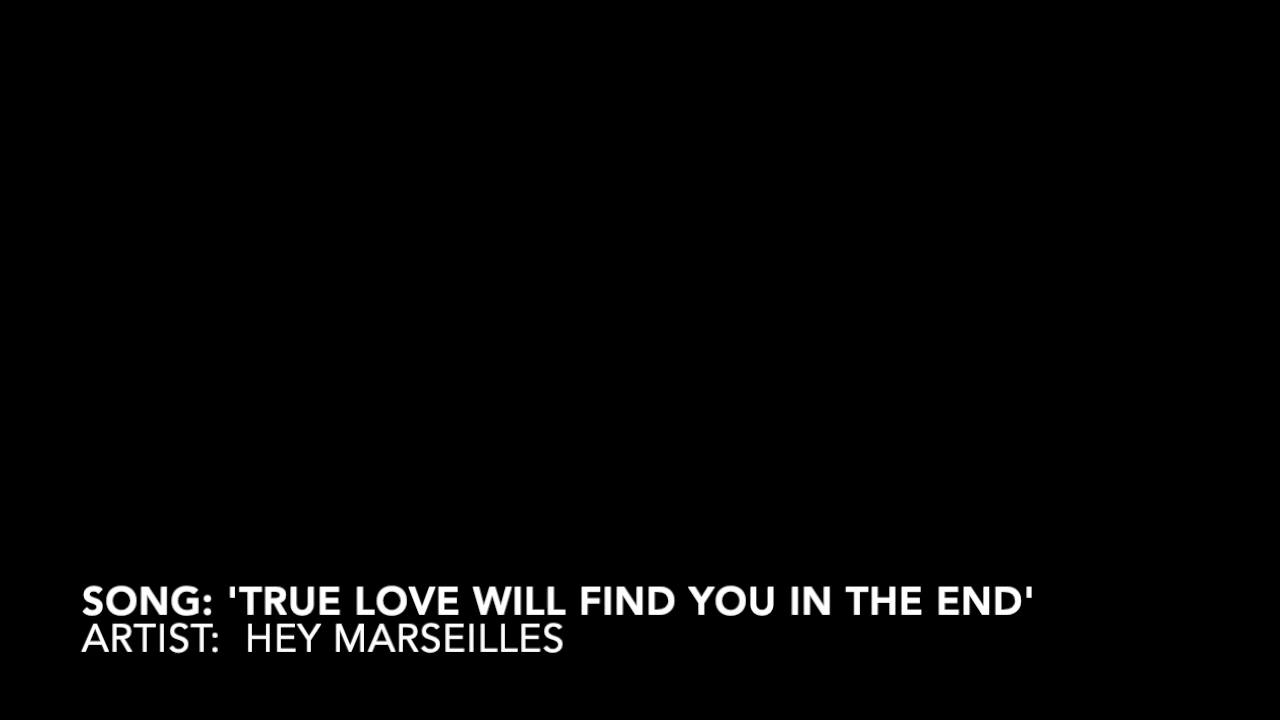 SONG: 'TRUE LOVE WILL FIND YOU IN THE END'
ARTIST:  HEY MARSEILLES